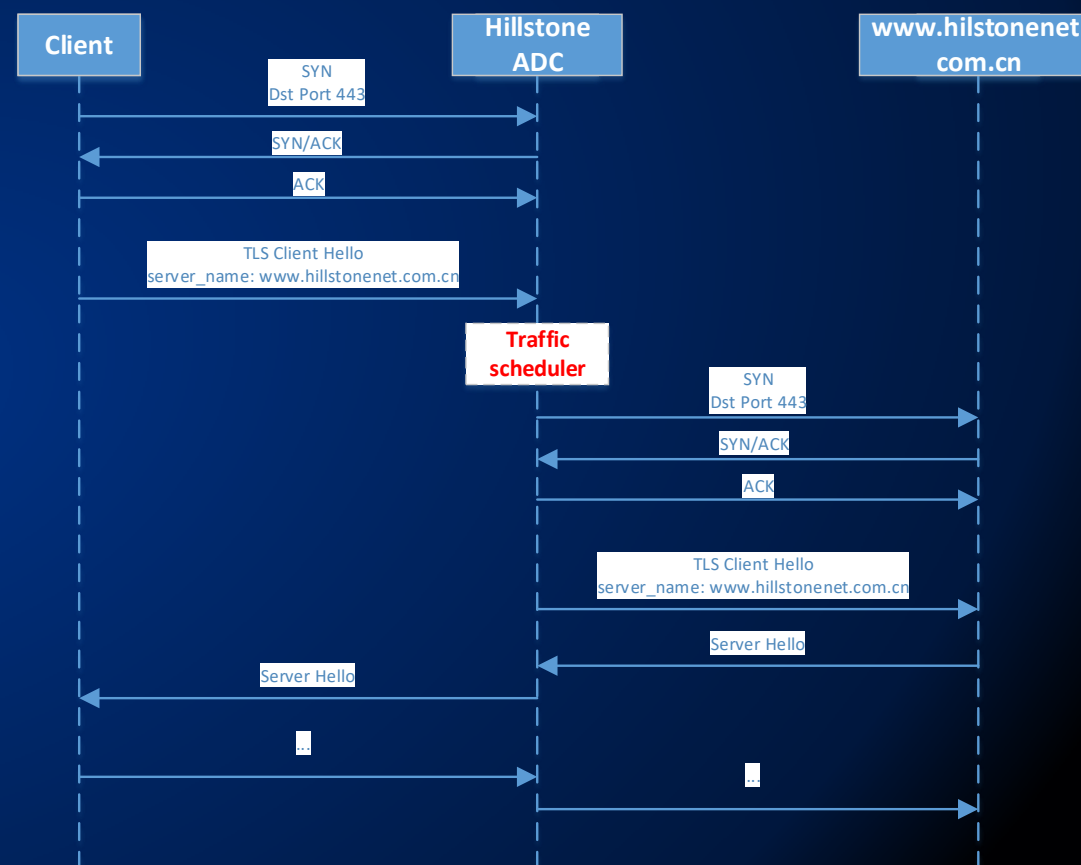 Client
Hillstone
ADC
www.hilstonenet
com.cn
SYN
Dst Port 443
SYN/ACK
ACK
TLS Client Hello
server_name: www.hillstonenet.com.cn
Traffic
scheduler
SYN
Dst Port 443
SYN/ACK
ACK
TLS Client Hello
server_name: www.hillstonenet.com.cn
Server Hello
Server Hello
...
...